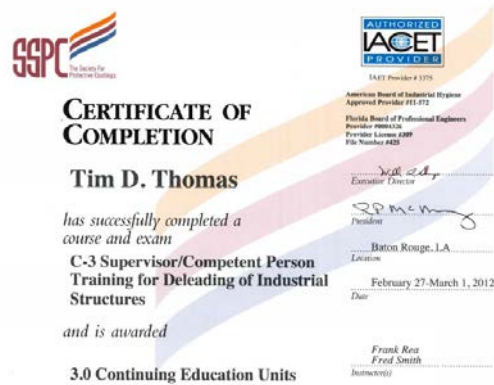 SSPC
The Society For
Protective Coatings
CERTIFICATE OF
COMPLETION
Tim D. Thomas
has successfully completed a
course and exam
C-3 Supervisor/Competent Person
Training for Deleading of Industrial
Structures
and is awarded
3.0 Continuing Education Units
AUTHORIZED
IACET
PROVIDER
IAET Provider # 5375
American Board of Industrial Hygiene
Approved Provider #11-572
Florida Board of Professional Engineers
Provider #0004326
Provider License #309
File Number #425
Executive Director
President
Baton Rouge, LA
Location
February 27-March 1, 2012
Date
Frank Rea
Fred Smith
Instructor(s)